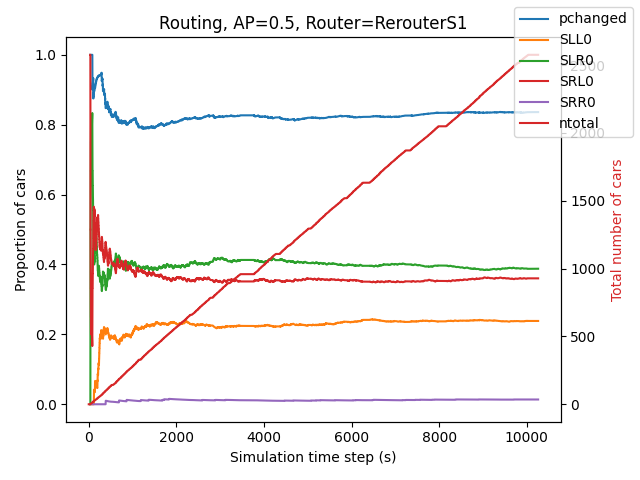 Routing, AP=0.5, Router=RerouterS1
pchanged
SLL0
SLR0
SRL0
SRR0
ntotal
1.0
0.8
0.6
0.4
0.2
0.0
Proportion of cars
2500
2000
1500
1000
500
0
Total number of cars
0
2000
4000
6000
8000
10000
Simulation time step (s)